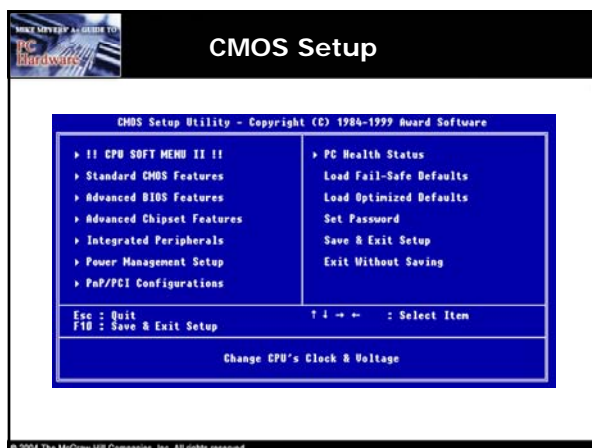 MIKE MEYERS' A+ GUIDE TO
PC
Hardware
CMOS Setup
CMOS Setup Utility - Copyright (C) 1984-1999 Award Software
▸ !! CPU SOFT MENU II !!
▸ Standard CMOS Features
▸ Advanced BIOS Features
▸ Advanced Chipset Features
▸ Integrated Peripherals
▸ Power Management Setup
▸ PnP/PCI Configurations
▸ PC Health Status
Load Fail-Safe Defaults
Load Optimized Defaults
Set Password
Save & Exit Setup
Exit Without Saving
Esc : Quit
F10 : Save & Exit Setup
↑ ↓ → ← : Select Item
Change CPU's Clock & Voltage
© 2004 The McGraw-Hill Companies, Inc. All rights reserved.